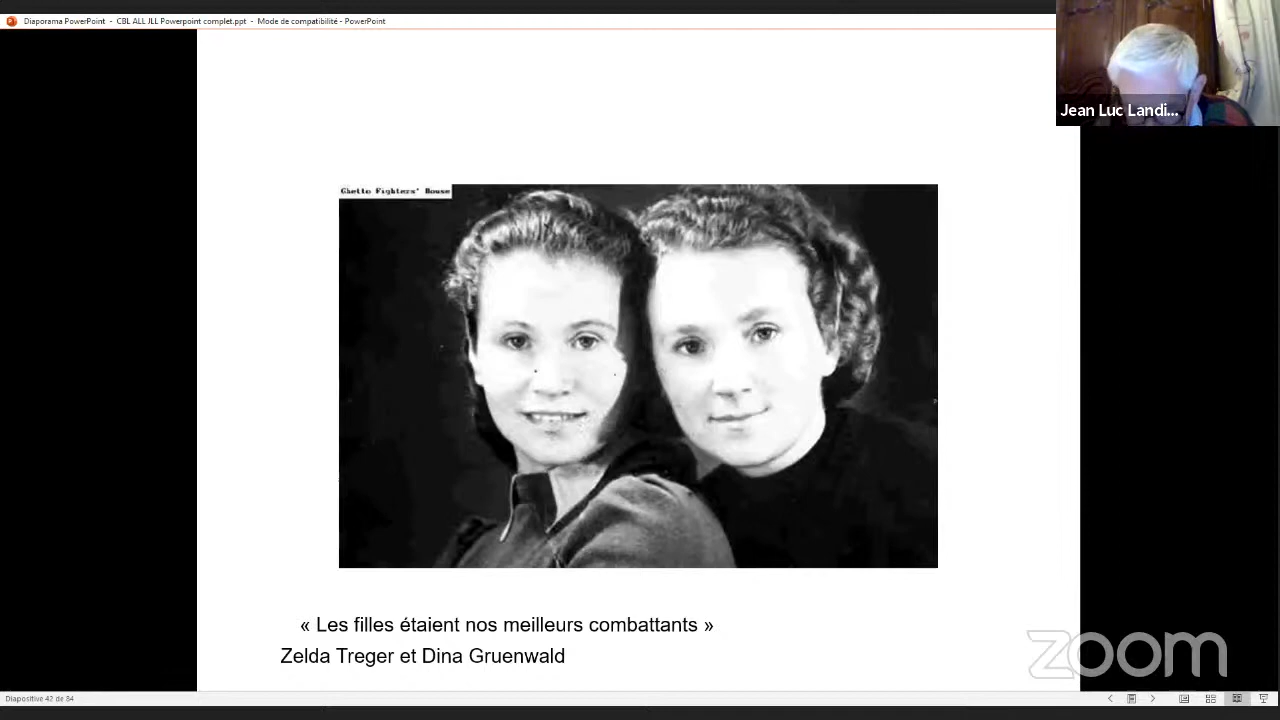 Diaporama PowerPoint - CBL ALL JLL Powerpoint complet.ppt - Mode de compatibilité - PowerPoint
Jean Luc Landi...
Ghetto Fighters' House
« Les filles étaient nos meilleurs combattants »
Zelda Treger et Dina Gruenwald
zoom
Diapositive 42 de 84